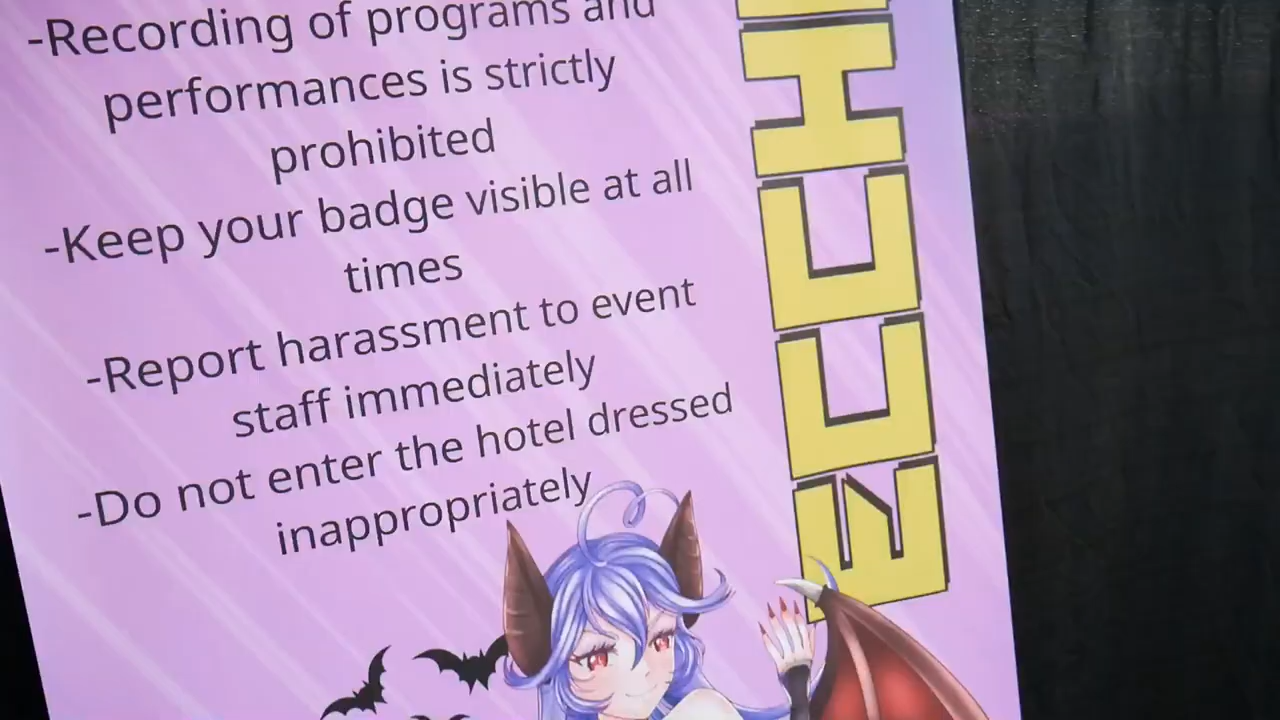 -Recording of programs and
performances is strictly
prohibited
-Keep your badge visible at all
times
-Report harassment to event
staff immediately
-Do not enter the hotel dressed
inappropriately
ECCH